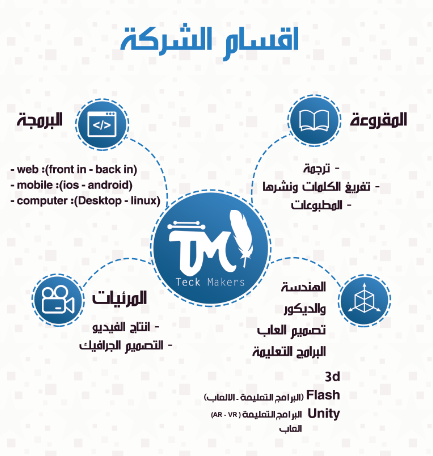 اقسام الشركة
المقروءة
- ترجمة
- تفريغ الكلمات ونشرها
- المطبوعات
البرمجة
</>
- web :(front in - back in)
- mobile :(ios - android)
- computer :(Desktop - linux)
TM
Teck Makers
المرئيات
- انتاج الفيديو
- التصميم الجرافيك
الهندسة
والديكور
تصميم العاب
البرامج التعليمة
3d
Flash (البرامج التعليمة - الالعاب)
Unity البرامج التعليمة (AR - VR)
العاب